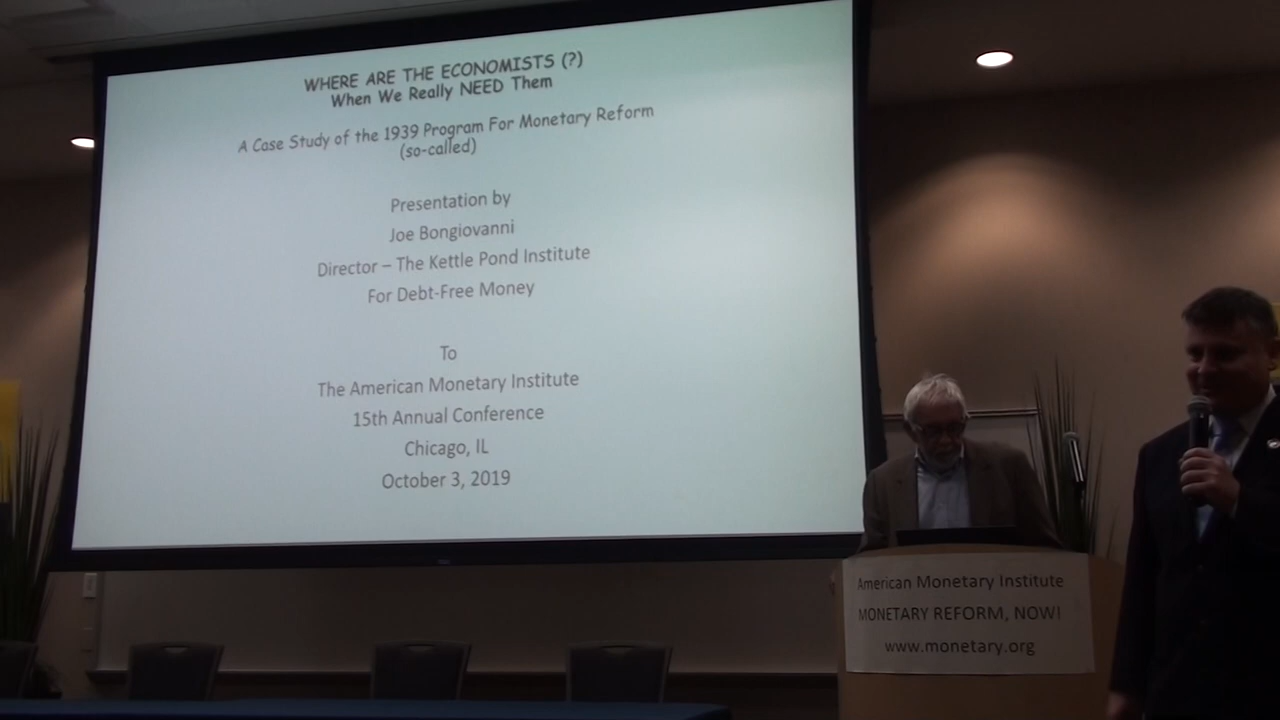 WHERE ARE THE ECONOMISTS (?)
When We Really NEED Them
A Case Study of the 1939 Program For Monetary Reform
(so-called)
Presentation by
Joe Bongiovanni
Director – The Kettle Pond Institute
For Debt-Free Money
To
The American Monetary Institute
15th Annual Conference
Chicago, IL
October 3, 2019
American Monetary Institute
MONETARY REFORM, NOW!
www.monetary.org